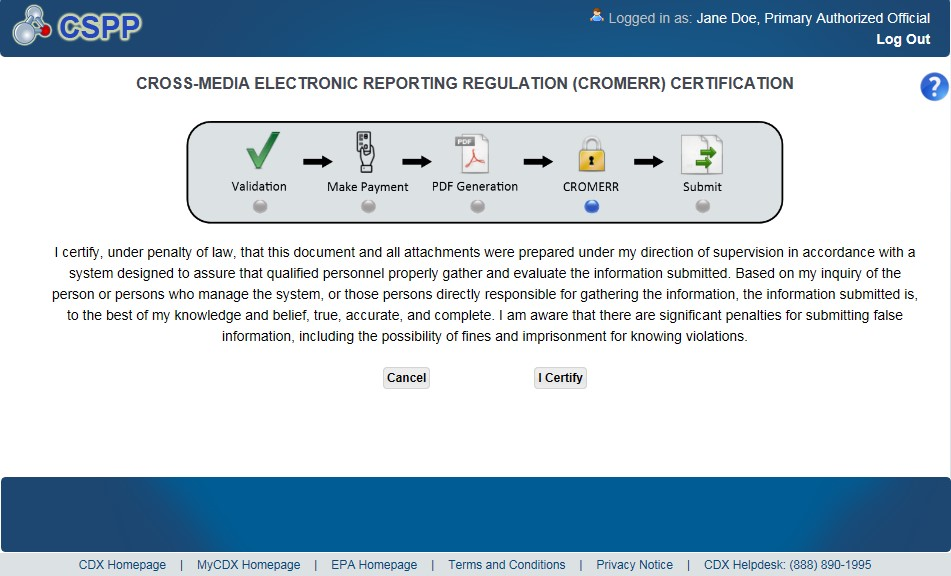 CSPP
Logged in as: Jane Doe, Primary Authorized Official
Log Out
CROSS-MEDIA ELECTRONIC REPORTING REGULATION (CROMERR) CERTIFICATION
?
PDF
Validation Make Payment PDF Generation CROMERR Submit
I certify, under penalty of law, that this document and all attachments were prepared under my direction of supervision in accordance with a
system designed to assure that qualified personnel properly gather and evaluate the information submitted. Based on my inquiry of the
person or persons who manage the system, or those persons directly responsible for gathering the information, the information submitted is,
to the best of my knowledge and belief, true, accurate, and complete. I am aware that there are significant penalties for submitting false
information, including the possibility of fines and imprisonment for knowing violations.
Cancel I Certify
CDX Homepage | MyCDX Homepage | EPA Homepage | Terms and Conditions | Privacy Notice | CDX Helpdesk: (888) 890-1995